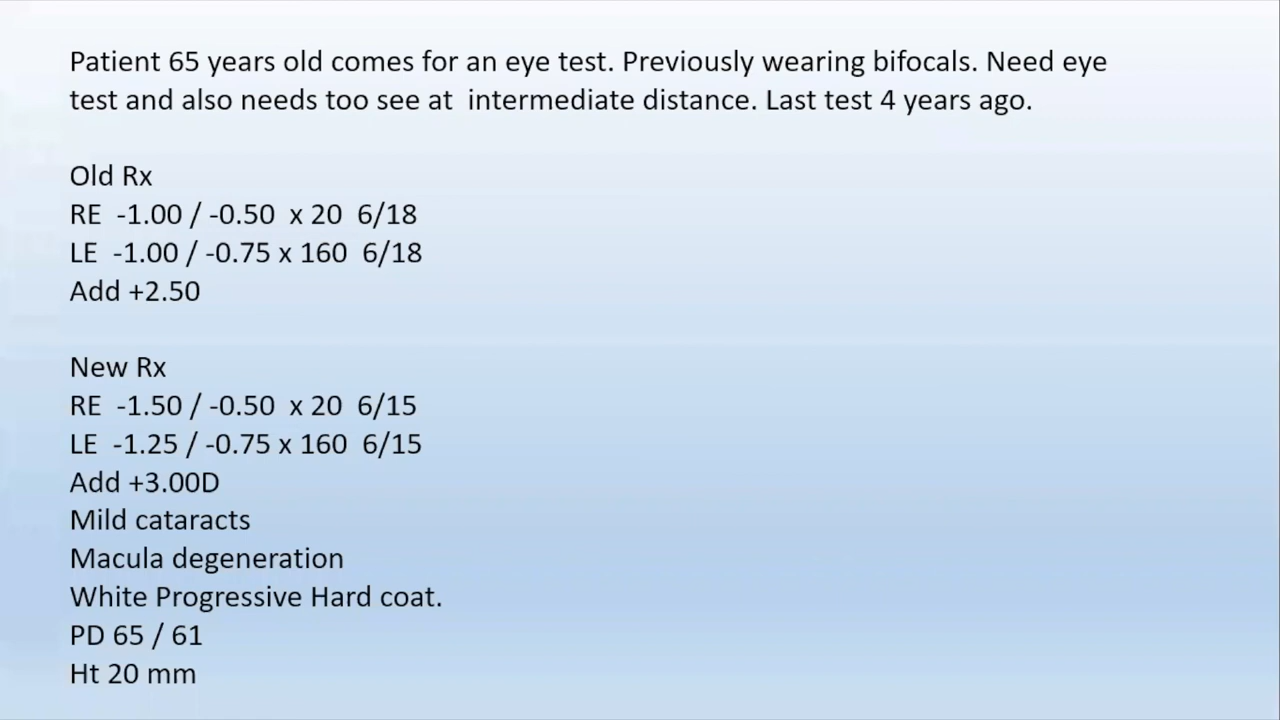 Patient 65 years old comes for an eye test. Previously wearing bifocals. Need eye
test and also needs too see at intermediate distance. Last test 4 years ago.
Old Rx
RE -1.00 / -0.50 x 20 6/18
LE -1.00 / -0.75 x 160 6/18
Add +2.50
New Rx
RE -1.50 / -0.50 x 20 6/15
LE -1.25 / -0.75 x 160 6/15
Add +3.00D
Mild cataracts
Macula degeneration
White Progressive Hard coat.
PD 65 / 61
Ht 20 mm